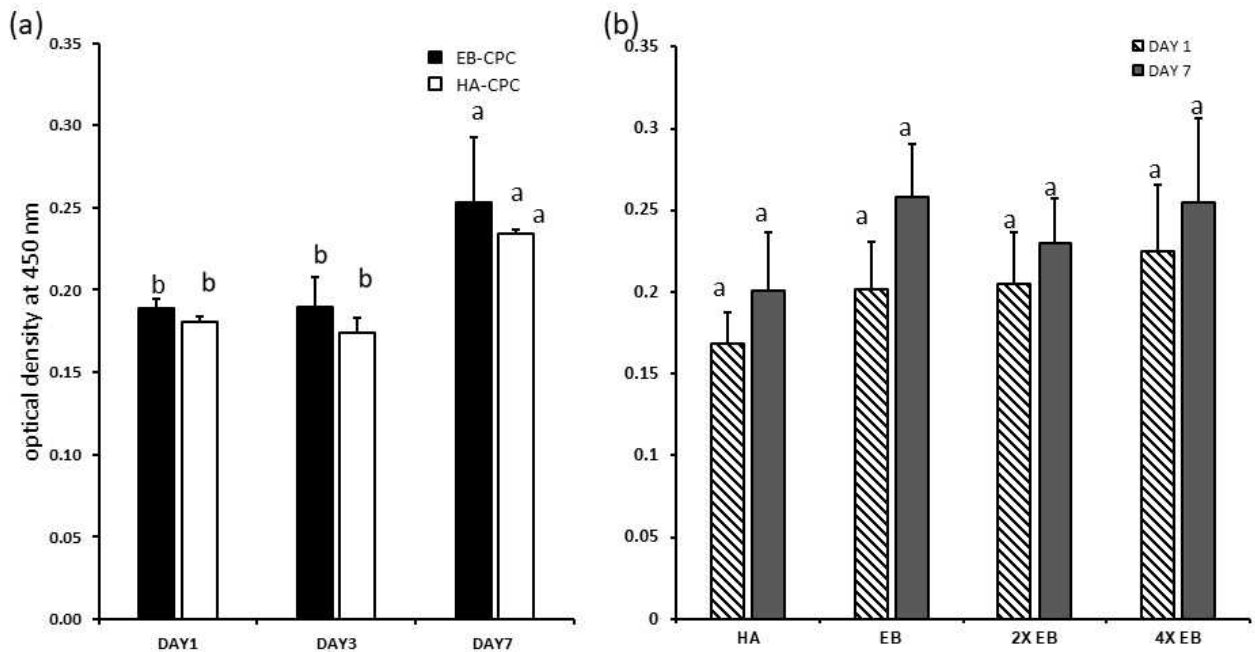 (a)
0.35
0.30
0.25
0.20
0.15
0.10
0.05
0.00
optical density at 450 nm
EB-CPC
HA-CPC
b b
b b
a a a
DAY1 DAY3 DAY7
(b)
0.35
0.3
0.25
0.2
0.15
0.1
0.05
0
DAY 1
DAY 7
a a a a a a a a
HA EB 2X EB 4X EB